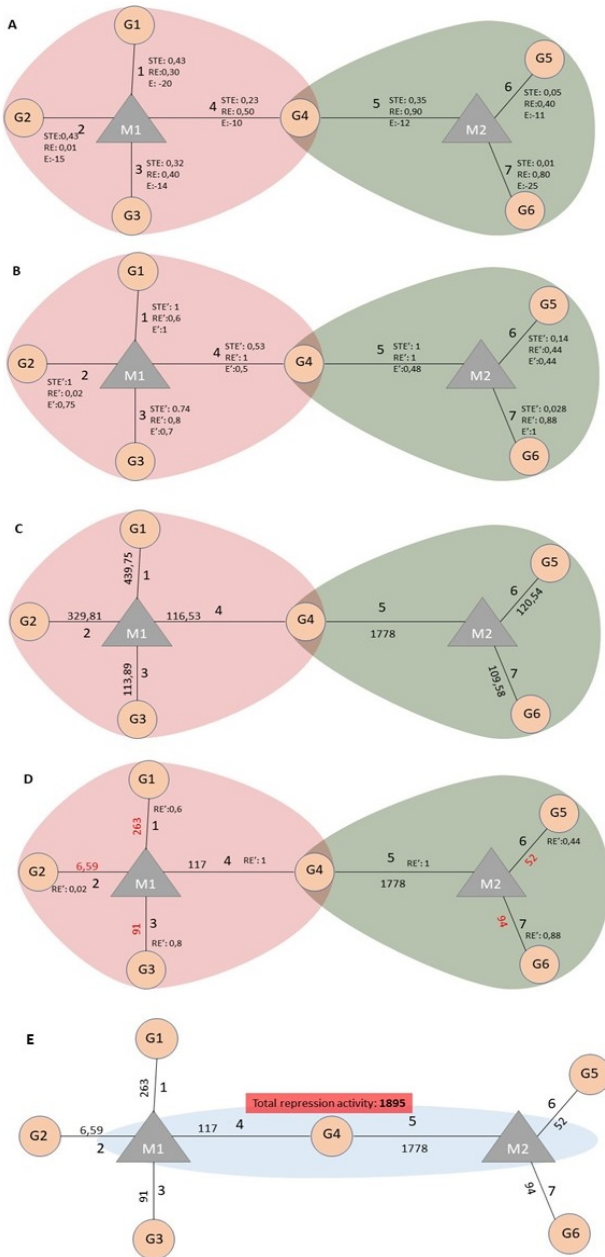 A
G1
1
STE: 0,43
RE:0,30
E: -20
G2
2
STE:0,43
RE: 0,01
E:-15
M1
3
STE: 0,32
RE: 0,40
E: -14
G3
4
STE: 0,23
RE: 0,50
E:-10
G4
5
STE: 0,35
RE: 0,90
E:-12
M2
6
STE: 0,05
RE:0,40
E:-11
G5
7
STE: 0,01
RE: 0,80
E:-25
G6
B
G1
1
STE': 1
RE':0,6
E':1
G2
2
STE':1
RE': 0,02
E':0,75
M1
3
STE': 0.74
RE': 0,8
E':0,7
G3
4
STE': 0,53
RE': 1
E':0,5
G4
5
STE': 1
RE': 1
E':0,48
M2
6
STE': 0,14
RE':0,44
E':0,44
G5
7
STE': 0,028
RE': 0,88
E':1
G6
C
G1
439,75
1
G2
329,81
2
M1
113,89
3
G3
116,53
4
G4
5
1778
M2
6
120,54
G5
109,58
7
G6
D
G1
RE':0,6
263
1
G2
6,59
2
RE': 0,02
M1
91
3
RE': 0,8
G3
117
4
RE': 1
G4
5
RE': 1
1778
M2
6
RE':0,44
52
G5
94
7
RE': 0,88
G6
E
G1
263
1
Total repression activity: 1895
G2
6,59
2
M1
91
3
G3
117
4
G4
5
1778
M2
6
52
G5
94
7
G6